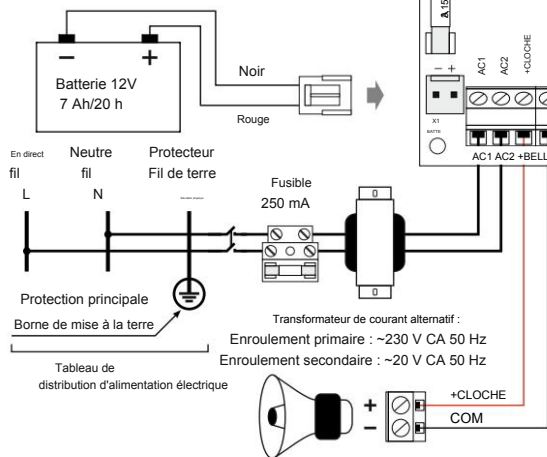 − +
Batterie 12V
7 Ah/20 h
Noir
Rouge
− +
X1
BATTE
AC1
AC2
+CLOCHE
AC1 AC2 +BELL
En direct
fil
L
Neutre
fil
N
Protecteur
Fil de terre
Fusible
250 mA
Protection principale
Borne de mise à la terre
Tableau de
distribution d'alimentation électrique
Transformateur de courant alternatif :
Enroulement primaire : ~230 V CA 50 Hz
Enroulement secondaire : ~20 V CA 50 Hz
+
−
+CLOCHE
COM